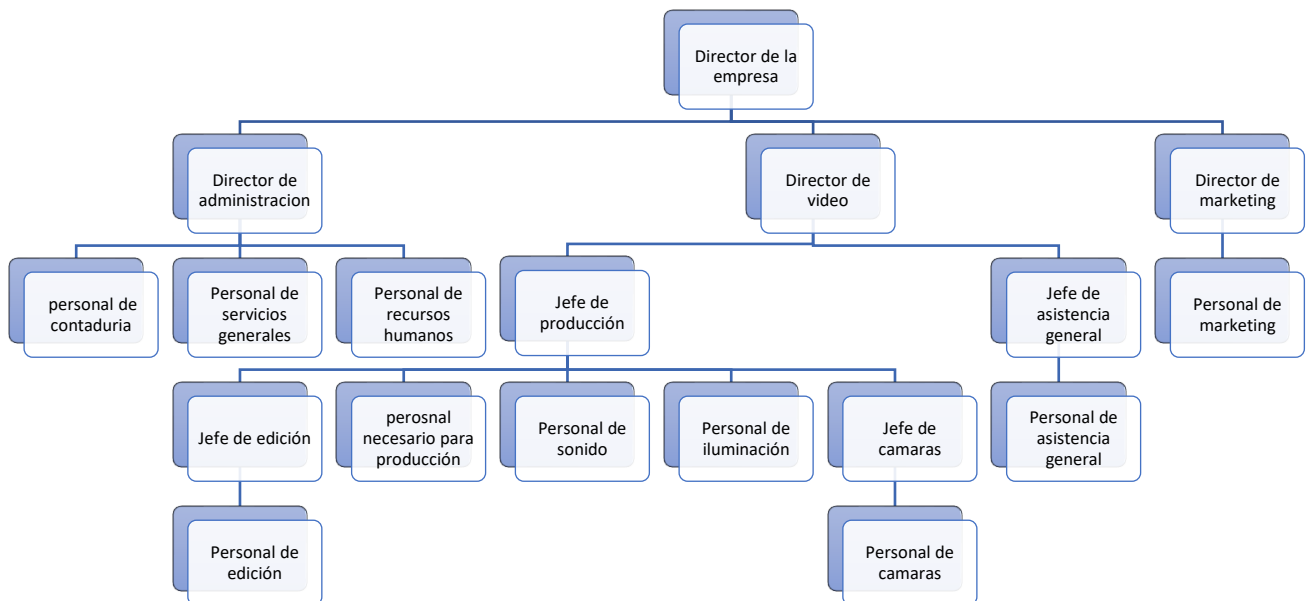 Director de la
empresa
Director de
administracion
Director de
video
Director de
marketing
personal de
contaduria
Personal de
servicios
generales
Personal de
recursos
humanos
Jefe de
producción
Jefe de
asistencia
general
Personal de
marketing
Jefe de edición
perosnal
necesario para
producción
Personal de
sonido
Personal de
iluminación
Jefe de
camaras
Personal de
asistencia
general
Personal de
edición
Personal de
camaras